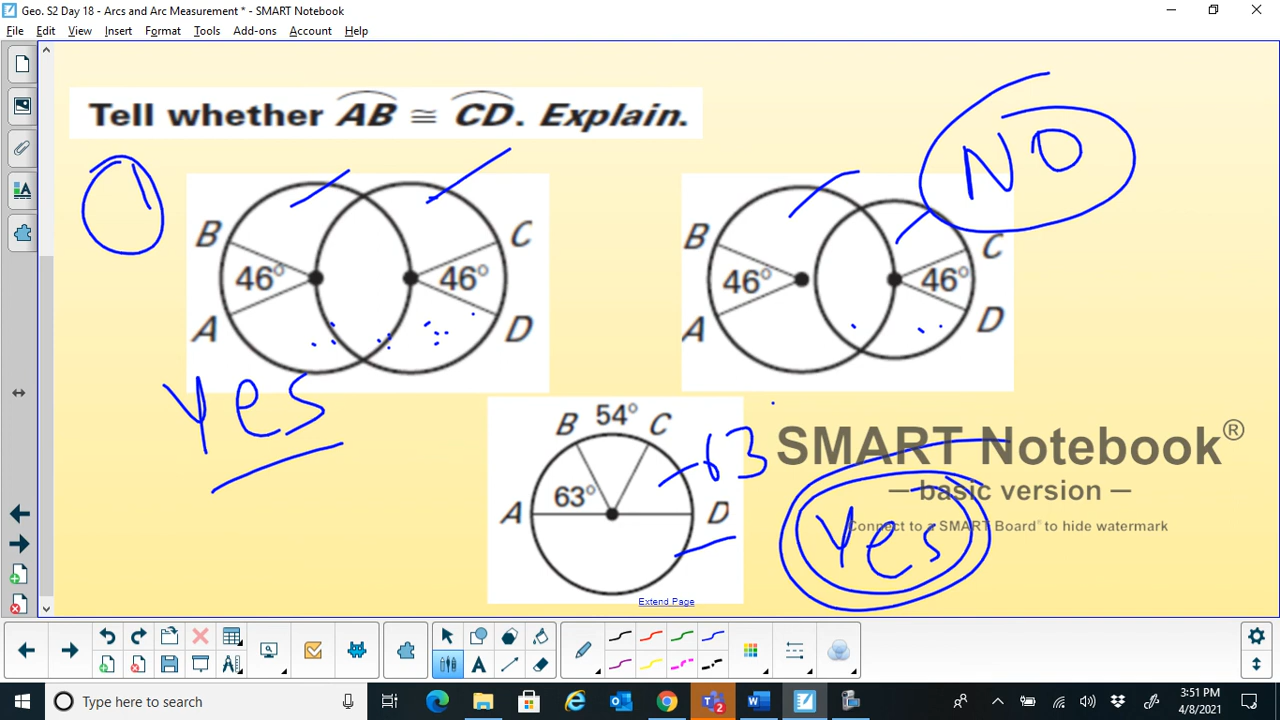 Geo. S2 Day 18 - Arcs and Arc Measurement * - SMART Notebook
File Edit View Insert Format Tools Add-ons Account Help
Tell whether AB ≅ CD. Explain.
1
NO
B C
46° 46°
A D
B C
46° 46°
A D
Yes
B 54° C
63
63°
A D
SMART Notebook®
— basic version —
Connect to a SMART Board® to hide watermark
Yes
Extend Page
A
2
Type here to search
3:51 PM
4/8/2021